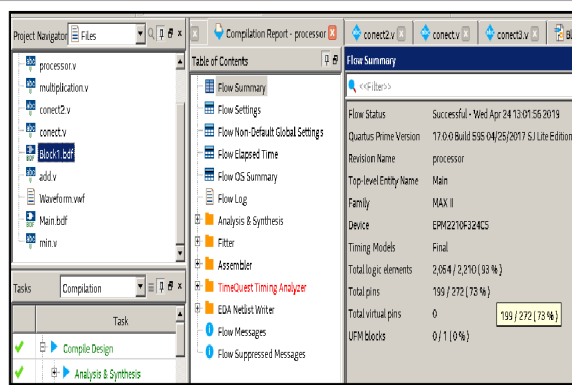 Project Navigator Files
processor.v
multiplication.v
conect2.v
conect.v
Block1.bdf
add.v
Waveform.vwf
Main.bdf
min.v
Tasks Compilation
Task
Compile Design
Analysis & Synthesis
Compilation Report - processor
Table of Contents
Flow Summary
Flow Settings
Flow Non-Default Global Settings
Flow Elapsed Time
Flow OS Summary
Flow Log
Analysis & Synthesis
Fitter
Assembler
TimeQuest Timing Analyzer
EDA Netlist Writer
Flow Messages
Flow Suppressed Messages
conect2.v conect.v conect3.v Bl
Flow Summary
<<Filter>>
Flow Status Successful - Wed Apr 24 13:01:56 2019
Quartus Prime Version 17.0.0 Build 595 04/25/2017 SJ Lite Edition
Revision Name processor
Top-level Entity Name Main
Family MAX II
Device EPM2210F324C5
Timing Models Final
Total logic elements 2,054 / 2,210 ( 93 % )
Total pins 199 / 272 ( 73 % )
Total virtual pins 0
199 / 272 ( 73 % )
UFM blocks 0 / 1 ( 0 % )